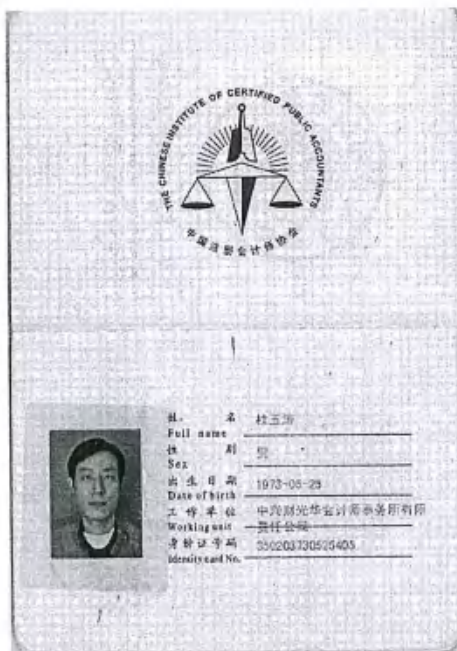 THE CHINESE INSTITUTE OF CERTIFIED PUBLIC ACCOUNTANTS
中国注册会计师协会
姓 名
Full name
性 别
Sex 男
出生日期
Date of birth 1973-05-25
工作单位 中兴财光华会计师事务所有限
Working unit 责任公司
身份证号码 350203730525405
Identity card No.